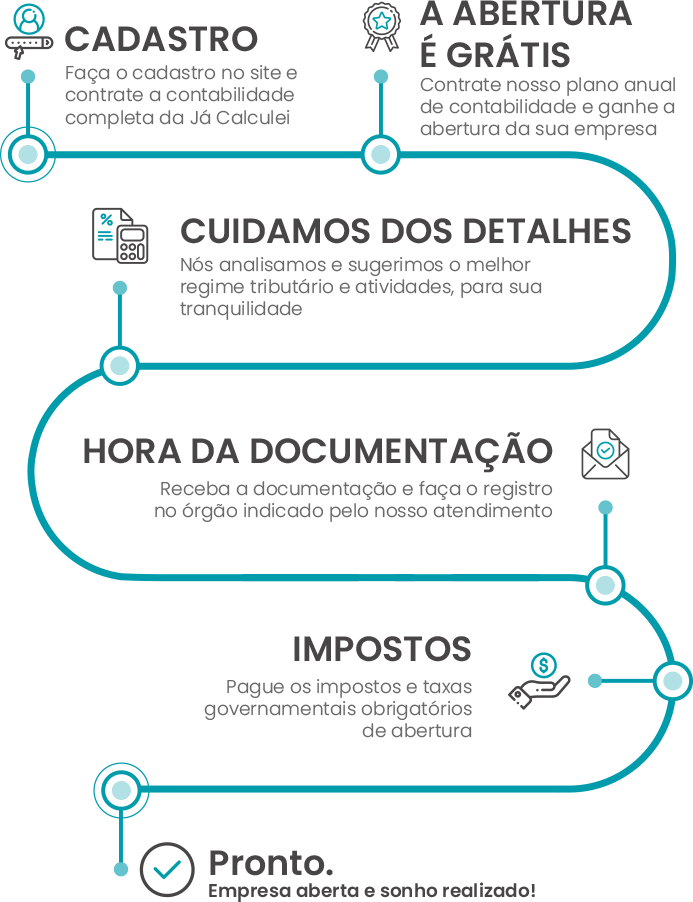 CADASTRO
Faça o cadastro no site e
contrate a contabilidade
completa da Já Calculei
A ABERTURA
É GRÁTIS
Contrate nosso plano anual
de contabilidade e ganhe a
abertura da sua empresa
%
CUIDAMOS DOS DETALHES
Nós analisamos e sugerimos o melhor
regime tributário e atividades, para sua
tranquilidade
HORA DA DOCUMENTAÇÃO
Receba a documentação e faça o registro
no órgão indicado pelo nosso atendimento
IMPOSTOS
$
Pague os impostos e taxas
governamentais obrigatórios
de abertura
Pronto.
Empresa aberta e sonho realizado!